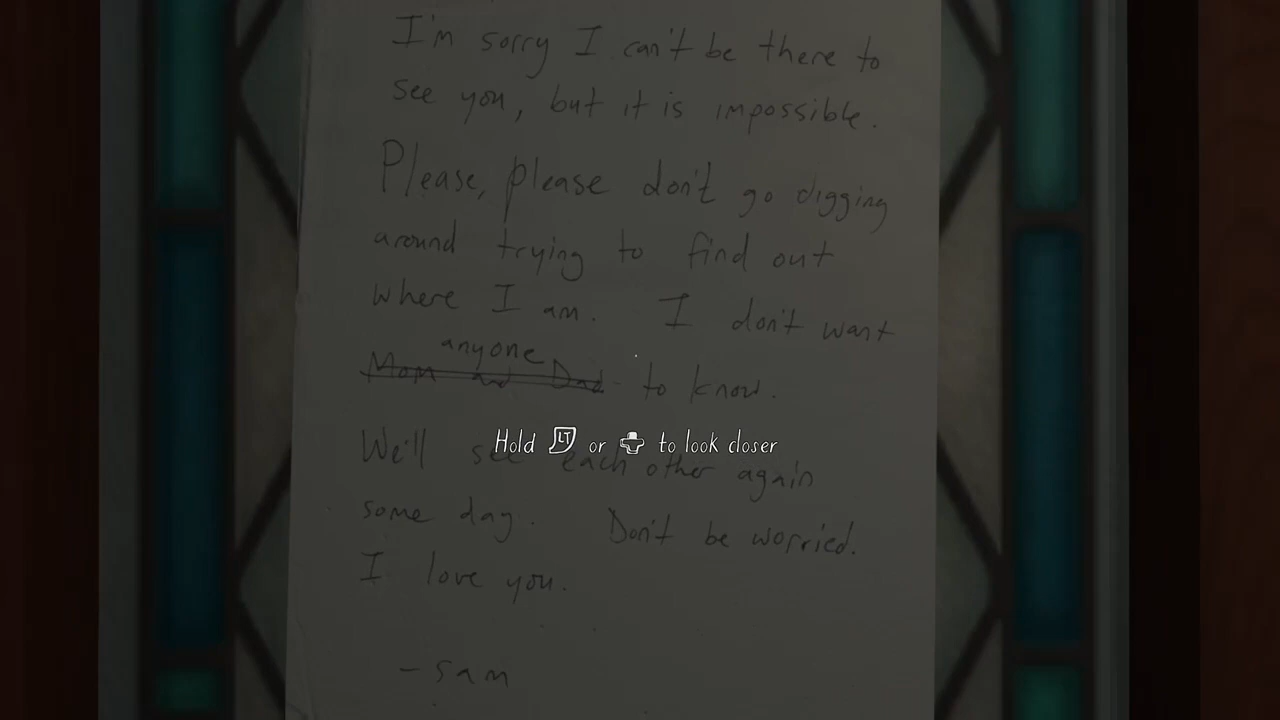 I'm sorry I can't be there to
see you, but it is impossible.
Please, please don't go digging
around trying to find out
where I am. I don't want
anyone
Mom and Dad to know.
Hold LT or to look closer
We'll see each other again
some day. Don't be worried.
I love you.
- Sam